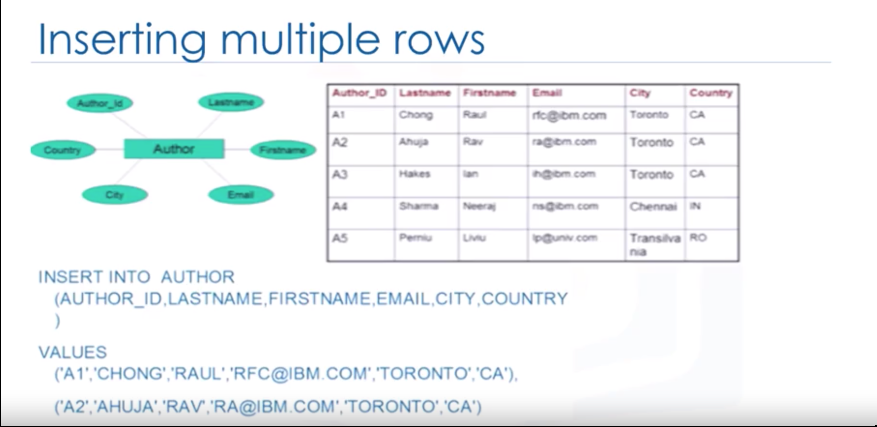 Inserting multiple rows
Author_Id
Lastname
Country
Author
Firstname
City
Email
Author_ID Lastname Firstname Email City Country
A1 Chong Raul rfc@ibm.com Toronto CA
A2 Ahuja Rav ra@ibm.com Toronto CA
A3 Hakes Ian ih@ibm.com Toronto CA
A4 Sharma Neeraj ns@ibm.com Chennai IN
A5 Perniu Liviu lp@univ.com Transilva RO
nia
INSERT INTO AUTHOR
(AUTHOR_ID,LASTNAME,FIRSTNAME,EMAIL,CITY,COUNTRY
)
VALUES
('A1','CHONG','RAUL','RFC@IBM.COM','TORONTO','CA'),
('A2','AHUJA','RAV','RA@IBM.COM','TORONTO','CA')